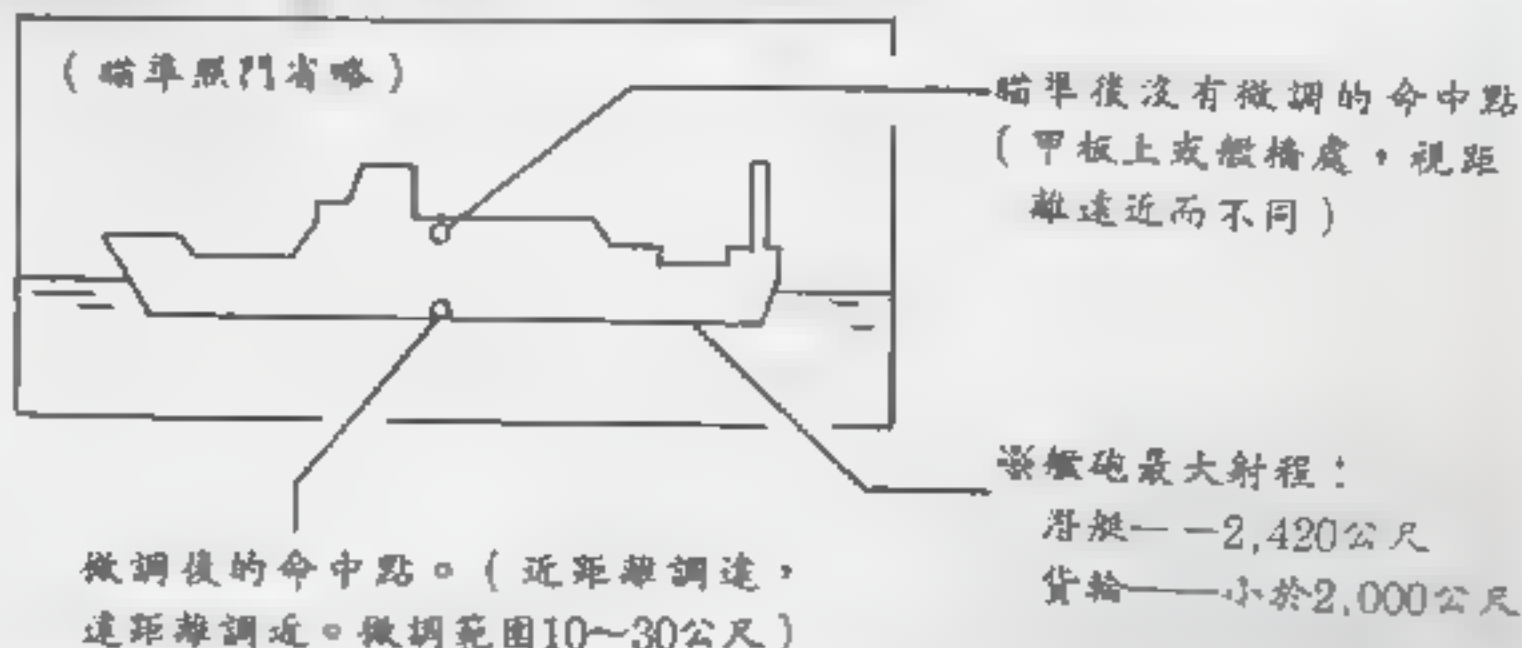 (瞄準照門省略)
瞄準後沒有微調的命中點
(甲板上或艦橋處,視距
離遠近而不同)
※艦砲最大射程:
潛艇——2,420公尺
貨輪——小於2,000公尺
微調後的命中點。(近距離調遠,
遠距離調近。微調範圍10~30公尺)